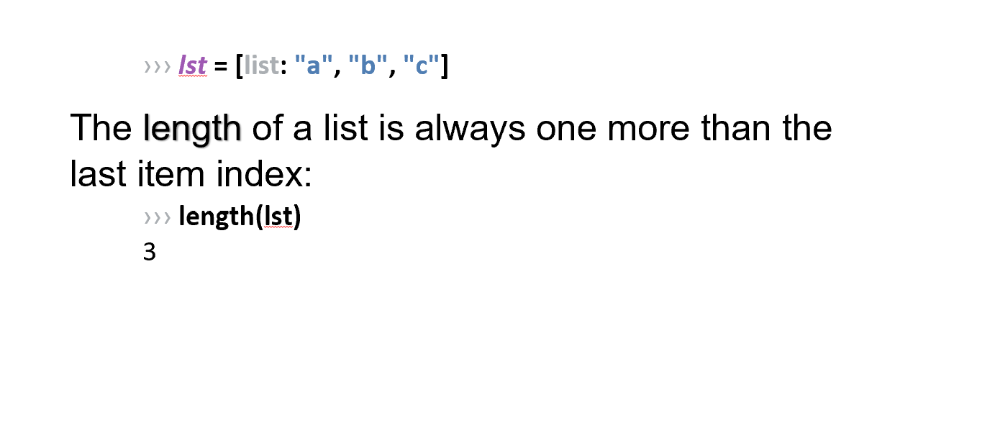 ››› lst = [list: "a", "b", "c"]
The length of a list is always one more than the
last item index:
››› length(lst)
3